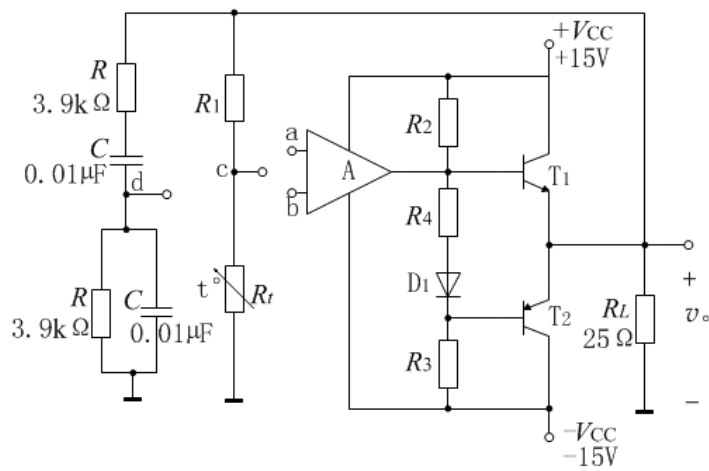 +VCC
+15V
R
3.9kΩ
R1
R2
a
A
C
0.01μF
d
c
b
T1
R4
t°
Rt
D1
T2
+
R
3.9kΩ
C
0.01μF
RL
25Ω
vo
R3
−
−VCC
−15V